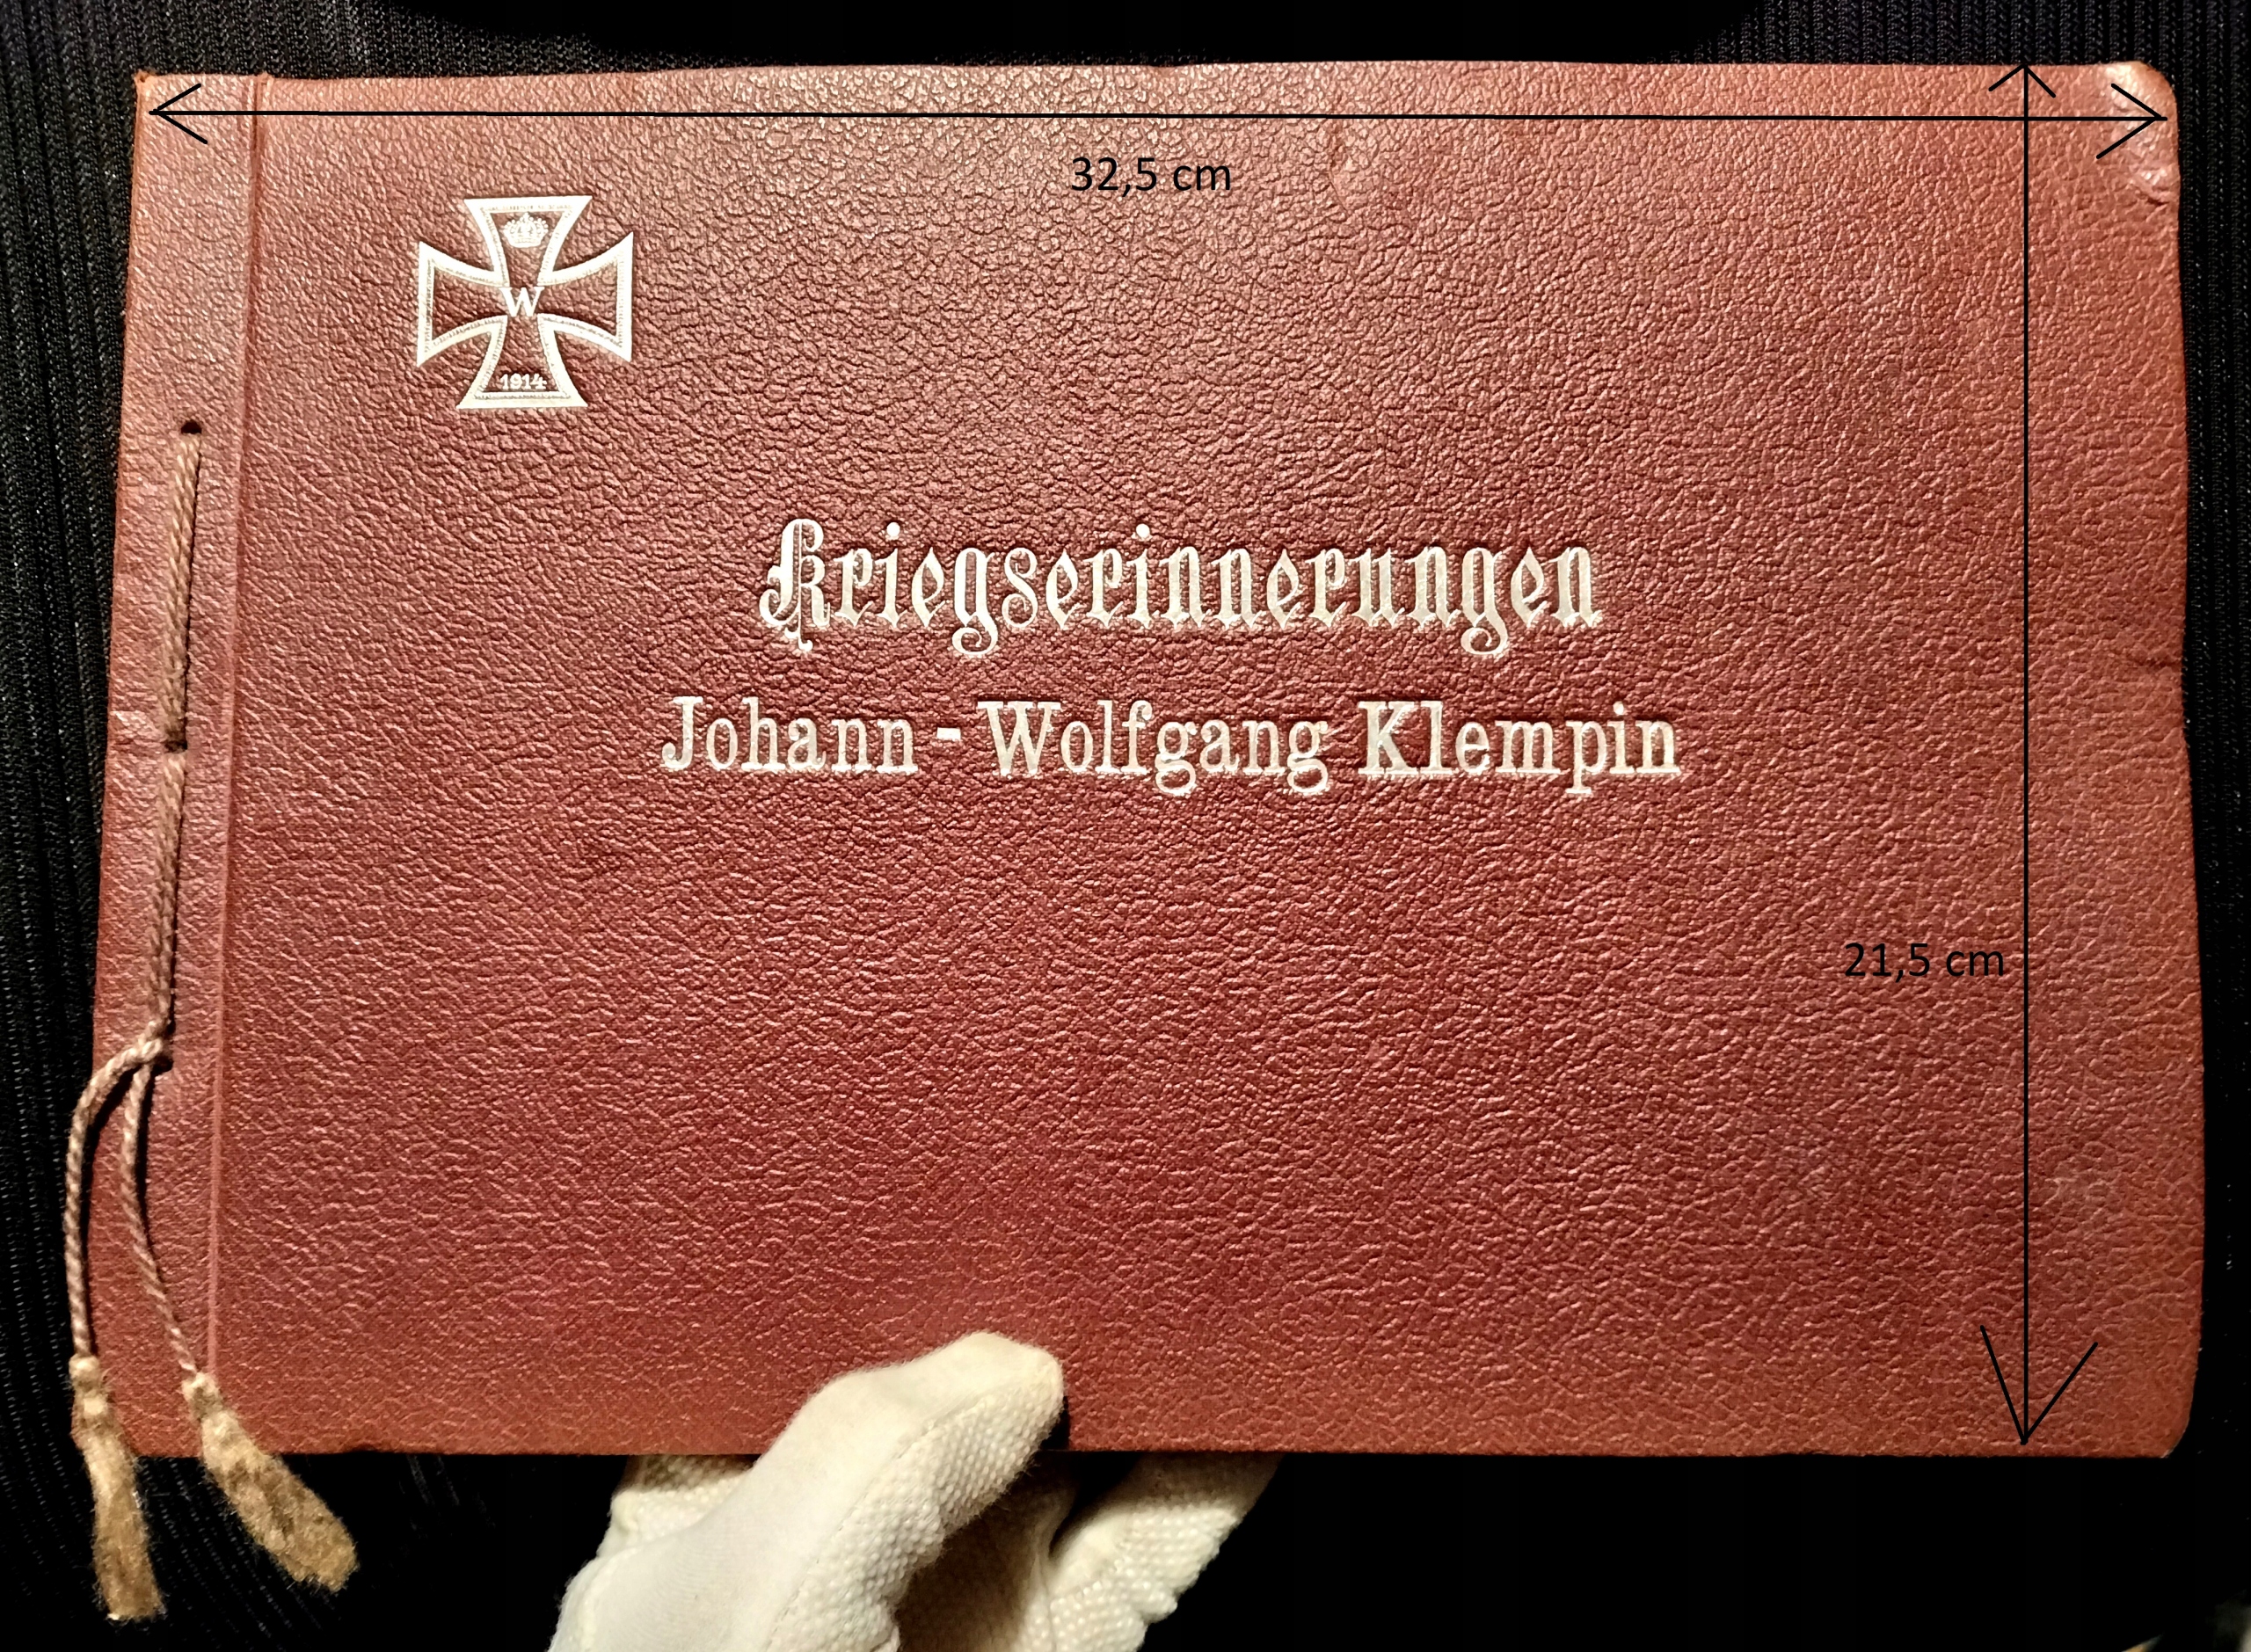 32,5 cm
W
1914
Kriegserinnerungen
Johann-Wolfgang Klempin
21,5 cm